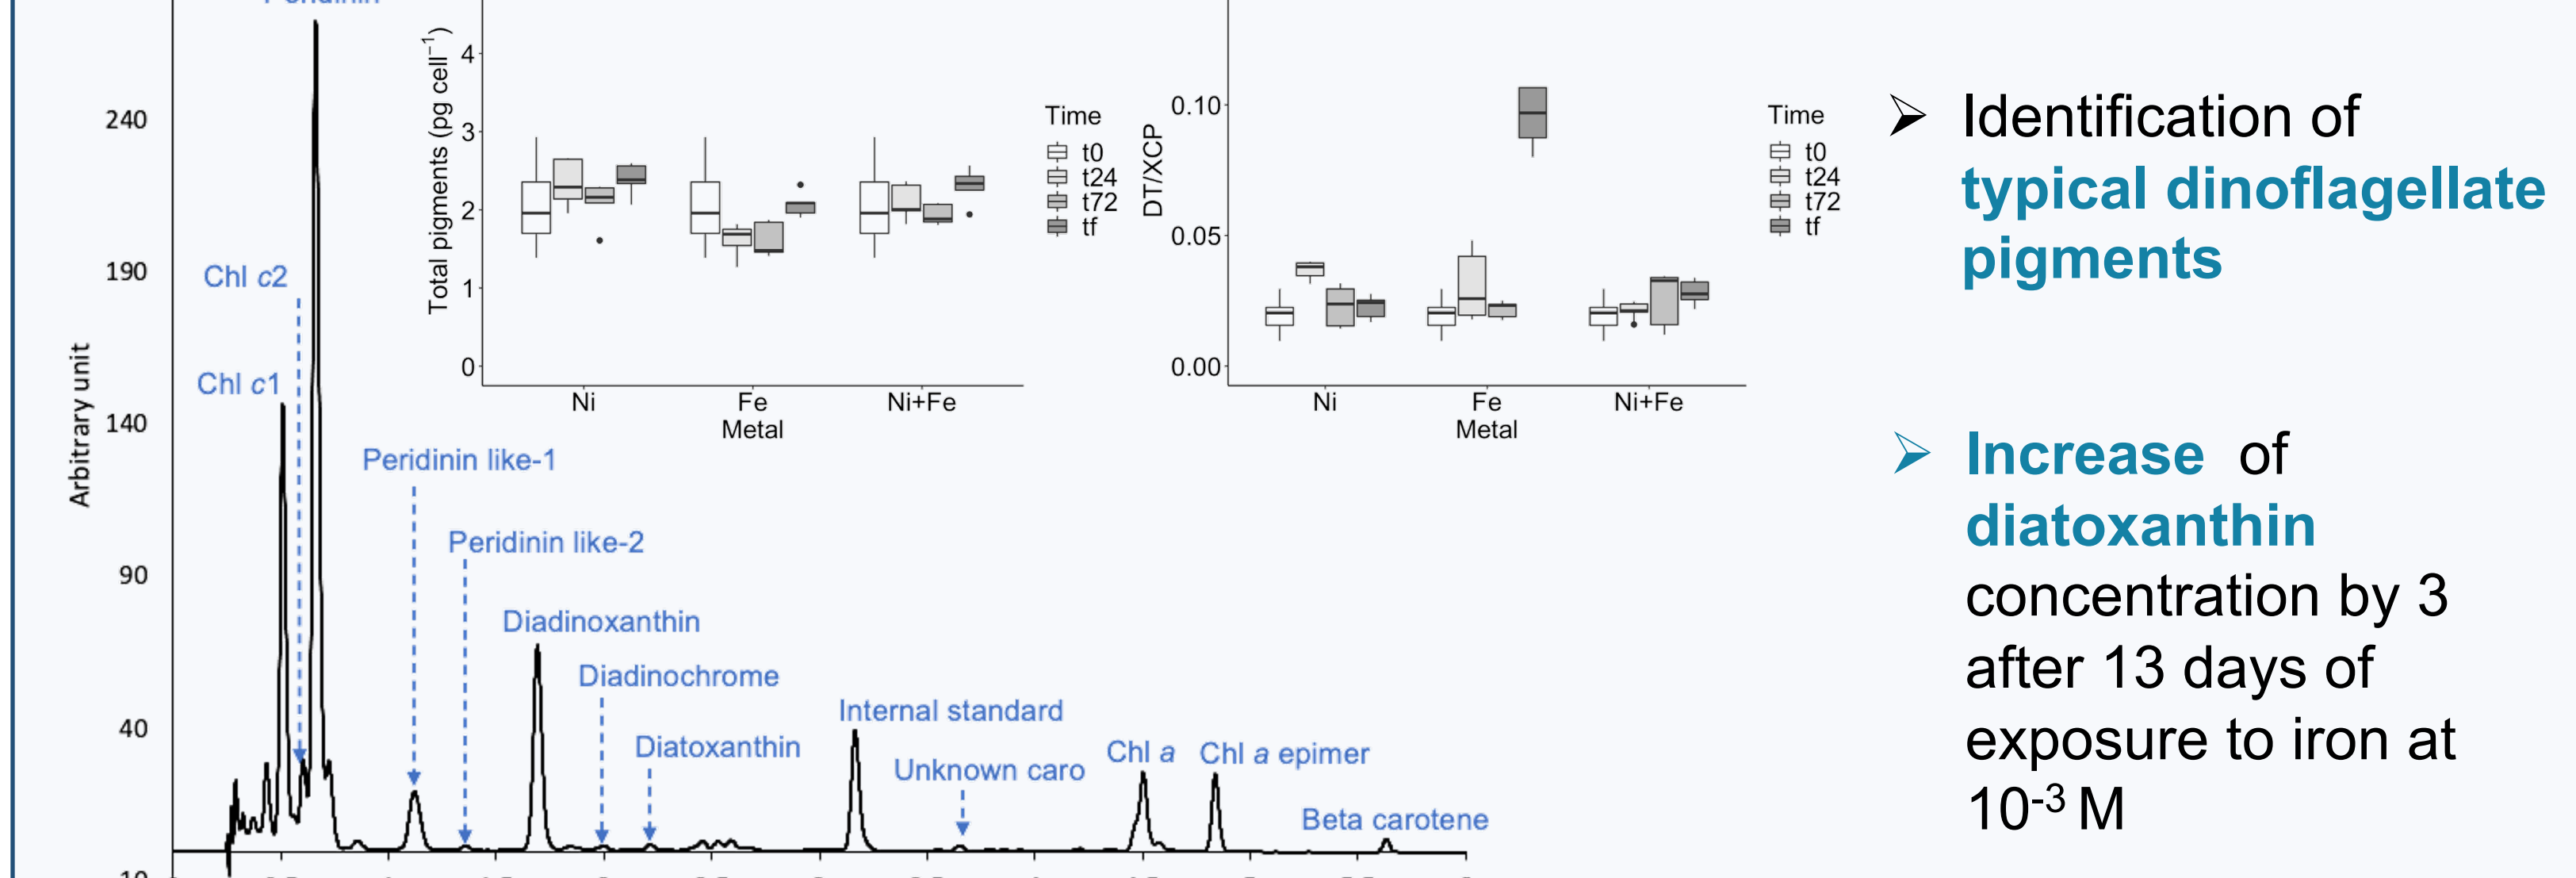 Peridinin
240
190
140
90
40
Arbitrary unit
Chl c2
Chl c1
Peridinin like-1
Peridinin like-2
Diadinoxanthin
Diadinochrome
Diatoxanthin
Internal standard
Unknown caro
Chl a
Chl a epimer
Beta carotene
Total pigments (pg cell⁻¹)
4
3
2
1
0
Ni
Fe
Ni+Fe
Metal
Time
t0
t24
t72
tf
DT/XCP
0.10
0.05
0.00
Ni
Fe
Ni+Fe
Metal
Time
t0
t24
t72
tf
➢ Identification of
typical dinoflagellate
pigments
➢ Increase of
diatoxanthin
concentration by 3
after 13 days of
exposure to iron at
10⁻³ M